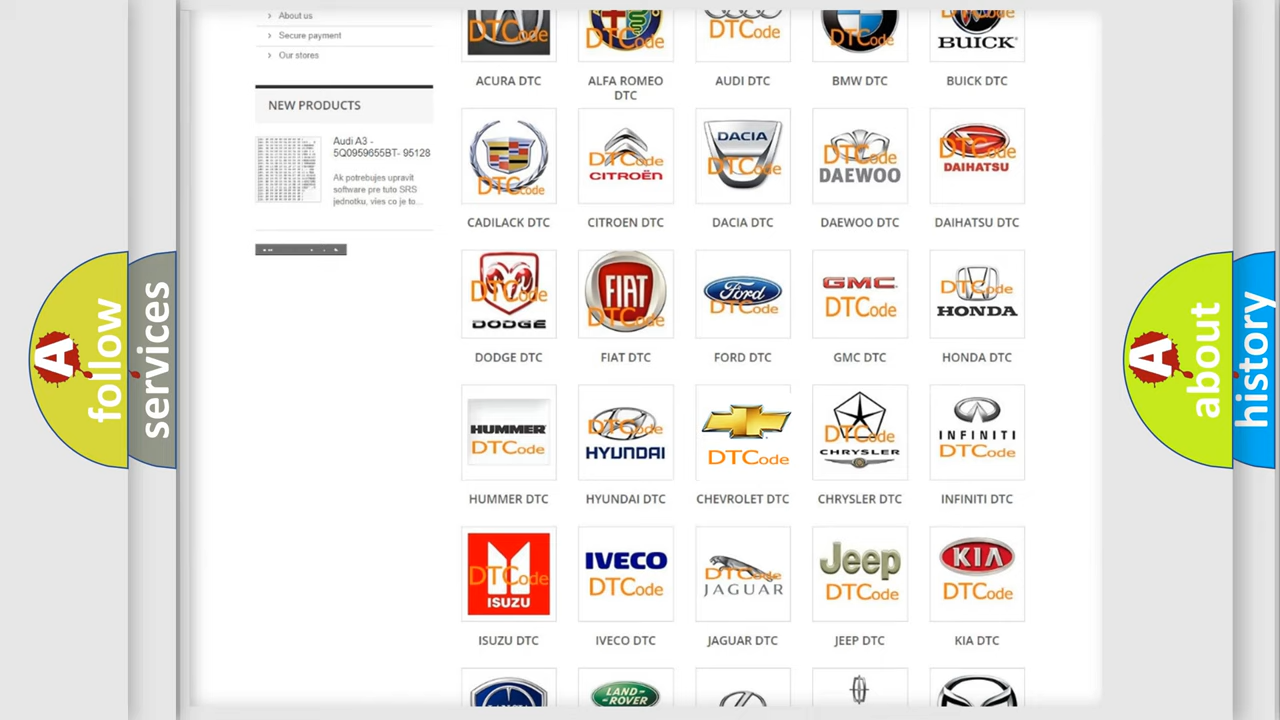 About us
Secure payment
Our stores
NEW PRODUCTS
Audi A3 -
5Q0959655BT- 95128
Ak potrebujes upravit
software pre tuto SRS
jednotku, vies co je to...
DTCode
DTCode
DTCode
DTCode
BUICK
ACURA DTC
ALFA ROMEO
DTC
AUDI DTC
BMW DTC
BUICK DTC
DTCode
DTCode
CITROËN
DACIA
DTCode
DTCode
DAEWOO
DTCode
DAIHATSU
CADILACK DTC
CITROEN DTC
DACIA DTC
DAEWOO DTC
DAIHATSU DTC
DTCode
DODGE
FIAT
DTCode
Ford
DTCode
GMC
DTCode
DTCode
HONDA
DODGE DTC
FIAT DTC
FORD DTC
GMC DTC
HONDA DTC
HUMMER
DTCode
DTCode
HYUNDAI
DTCode
DTCode
CHRYSLER
INFINITI
DTCode
HUMMER DTC
HYUNDAI DTC
CHEVROLET DTC
CHRYSLER DTC
INFINITI DTC
DTCode
ISUZU
IVECO
DTCode
DTCode
JAGUAR
Jeep
DTCode
KIA
DTCode
ISUZU DTC
IVECO DTC
JAGUAR DTC
JEEP DTC
KIA DTC
LAND-
ROVER
A
follow
services
A
about
history